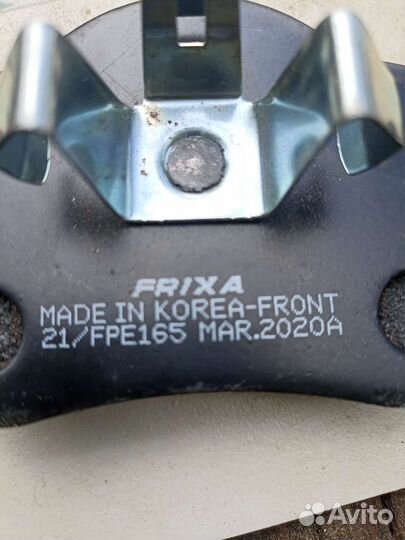 FRIXA
MADE IN KOREA-FRONT
21/FPE165 MAR.2020A
Avito